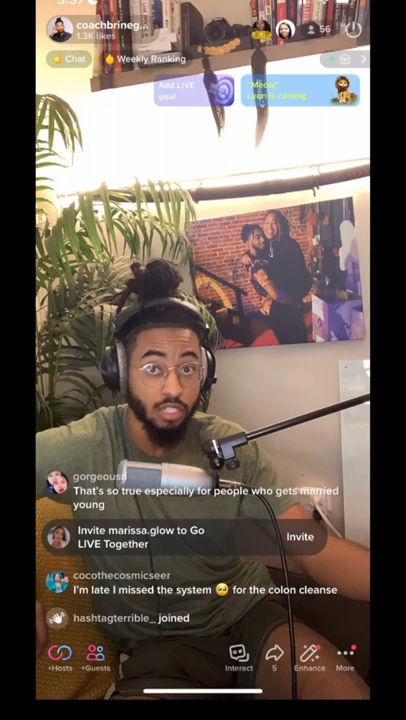 coachbrineg...
1.3K likes
56
Chat
Weekly Ranking
Add LIVE
goal
"Meow"
Leon is coming
gorgeous
That's so true especially for people who gets married
young
Invite marissa.glow to Go
LIVE Together
Invite
cocothecosmicseer
I'm late I missed the system 🥺 for the colon cleanse
hashtagterrible_ joined
+Hosts
+Guests
Interact
5
Enhance
More